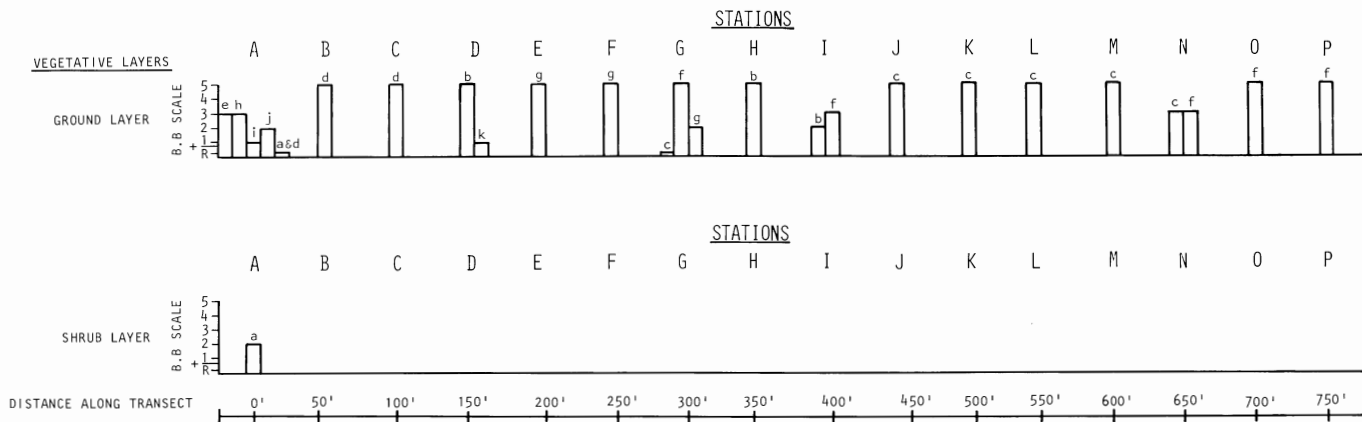 STATIONS
A B C D E F G H I J K L M N O P
VEGETATIVE LAYERS
GROUND LAYER
B.B SCALE
5
4
3
2
1
+
R
e h i j a&d d d b k g g c f g b b f c c c c c f f f
STATIONS
A B C D E F G H I J K L M N O P
SHRUB LAYER
B.B SCALE
5
4
3
2
1
+
R
a
DISTANCE ALONG TRANSECT 0' 50' 100' 150' 200' 250' 300' 350' 400' 450' 500' 550' 600' 650' 700' 750'